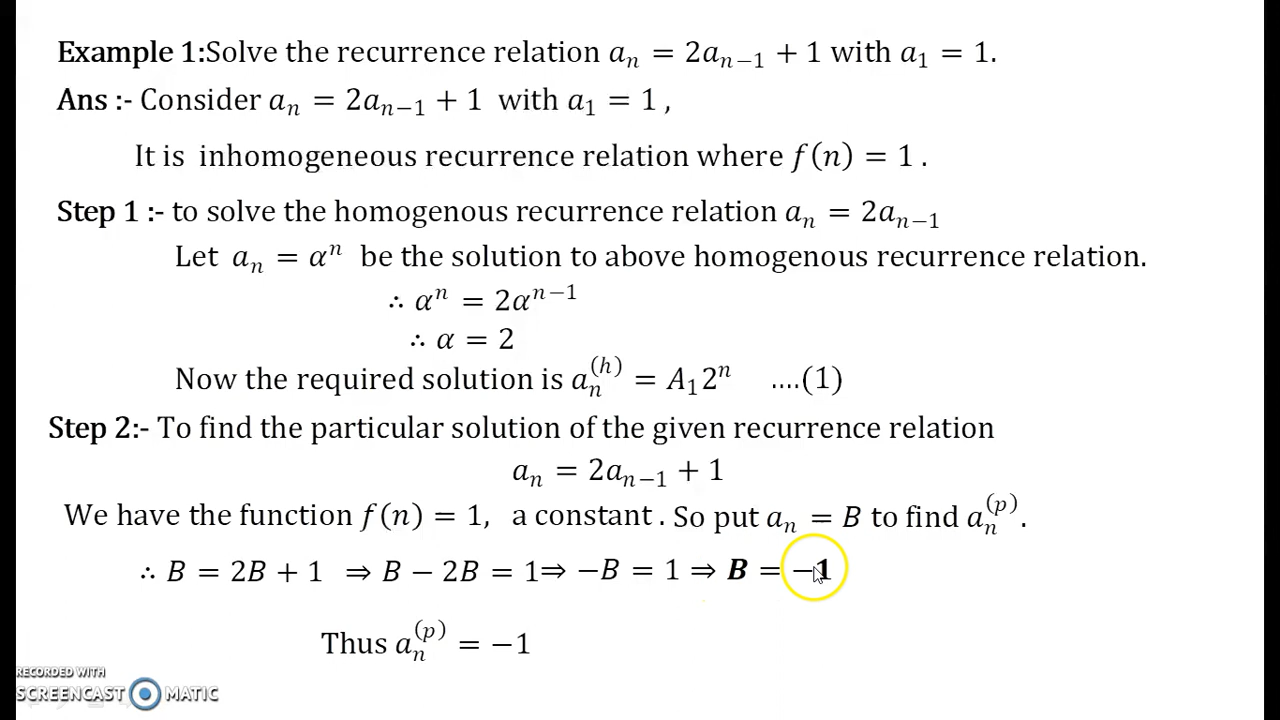 Example 1:Solve the recurrence relation aₙ = 2aₙ₋₁ + 1 with a₁ = 1.
Ans :- Consider aₙ = 2aₙ₋₁ + 1 with a₁ = 1 ,
It is inhomogeneous recurrence relation where f(n) = 1 .
Step 1 :- to solve the homogenous recurrence relation aₙ = 2aₙ₋₁
Let aₙ = αⁿ be the solution to above homogenous recurrence relation.
∴ αⁿ = 2αⁿ⁻¹
∴ α = 2
Now the required solution is aₙ⁽ʰ⁾ = A₁2ⁿ ....(1)
Step 2:- To find the particular solution of the given recurrence relation
aₙ = 2aₙ₋₁ + 1
We have the function f(n) = 1, a constant . So put aₙ = B to find aₙ⁽ᵖ⁾.
∴ B = 2B + 1 ⇒ B − 2B = 1⇒ −B = 1 ⇒ B = −1
Thus aₙ⁽ᵖ⁾ = −1
RECORDED WITH
SCREENCAST MATIC